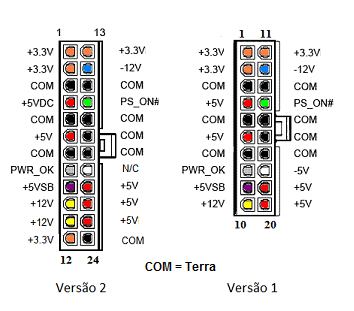 1 13
+3.3V +3.3V
+3.3V -12V
COM COM
+5VDC PS_ON#
COM COM
+5V COM
COM COM
PWR_OK N/C
+5VSB +5V
+12V +5V
+12V +5V
+3.3V COM
12 24
1 11
+3.3V +3.3V
+3.3V -12V
COM COM
+5V PS_ON#
COM COM
+5V COM
COM COM
PWR_OK -5V
+5VSB +5V
+12V +5V
10 20
COM = Terra
Versão 2 Versão 1